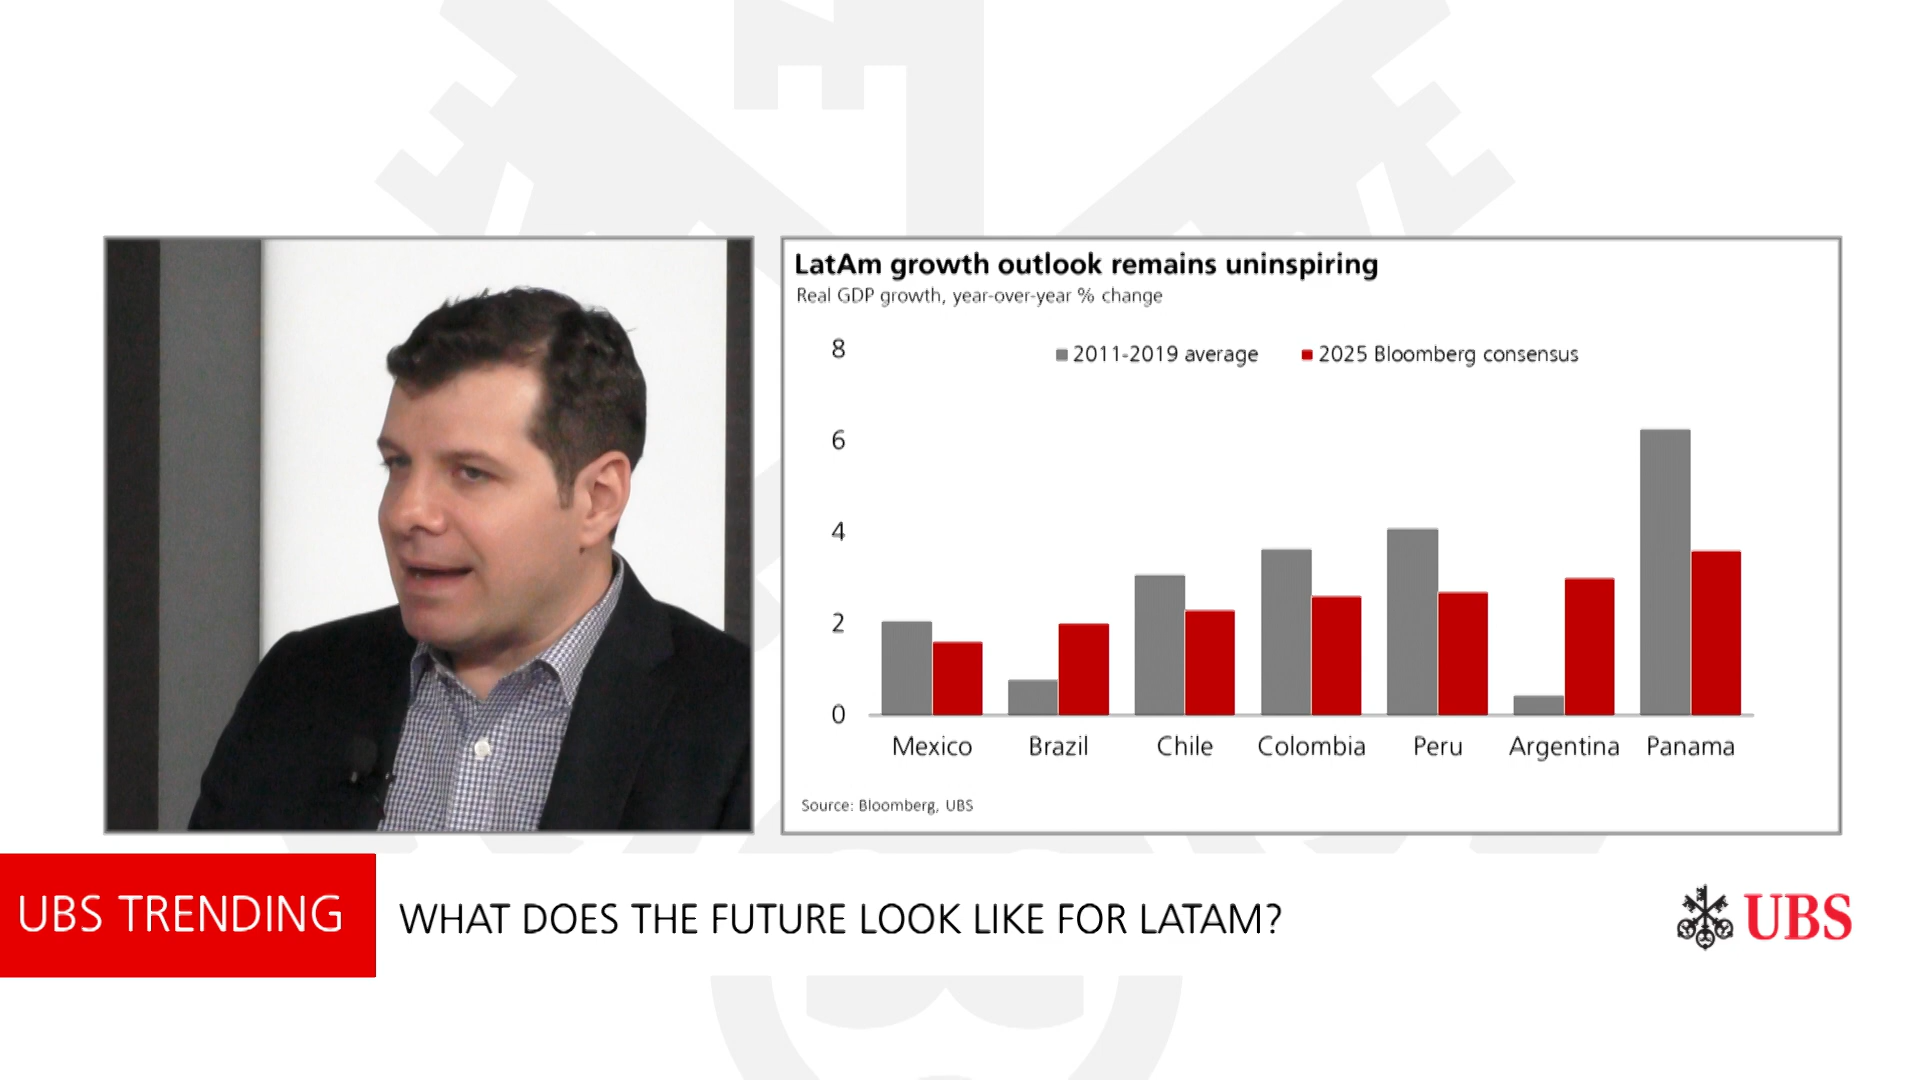 LatAm growth outlook remains uninspiring
Real GDP growth, year-over-year % change
8
2011-2019 average
2025 Bloomberg consensus
6
4
2
0
Mexico Brazil Chile Colombia Peru Argentina Panama
Source: Bloomberg, UBS
UBS TRENDING
WHAT DOES THE FUTURE LOOK LIKE FOR LATAM?
UBS